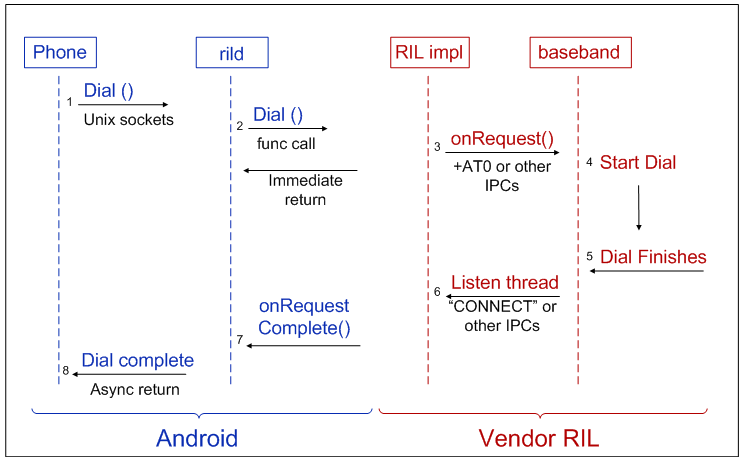 Phone
rild
RIL impl
baseband
1
Dial ()
Unix sockets
2
Dial ()
func call
Immediate
return
3
onRequest()
+AT0 or other
IPCs
4
Start Dial
5
Dial Finishes
6
Listen thread
“CONNECT” or
other IPCs
onRequest
Complete()
7
8
Dial complete
Async return
Android
Vendor RIL